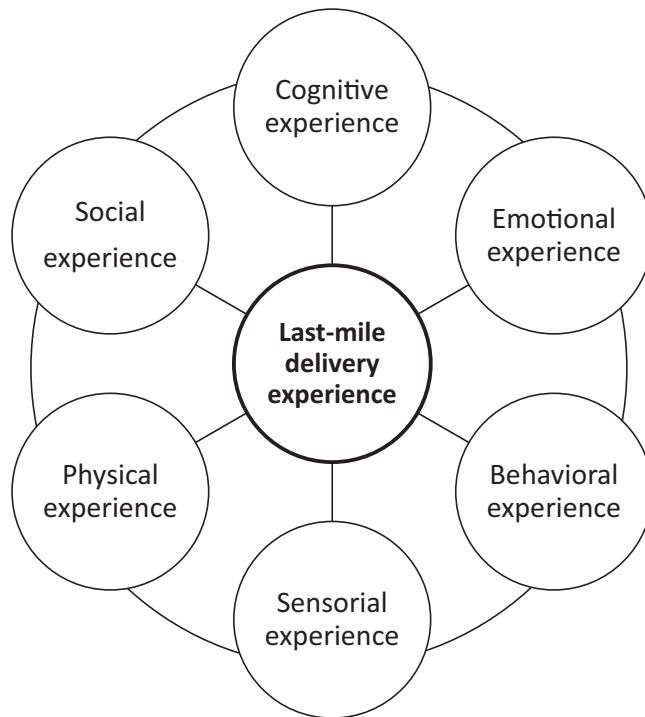 Cognitive
experience
Social
experience
Emotional
experience
Last-mile
delivery
experience
Physical
experience
Behavioral
experience
Sensorial
experience